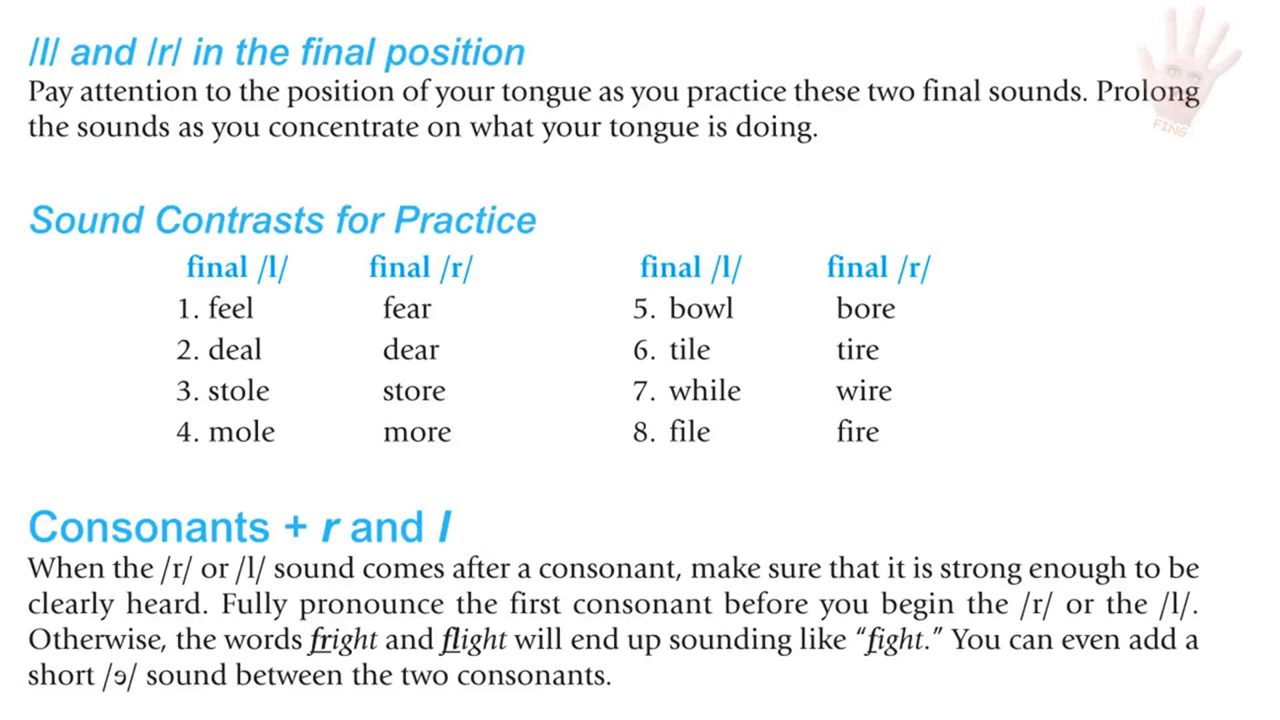 /l/ and /r/ in the final position
Pay attention to the position of your tongue as you practice these two final sounds. Prolong
the sounds as you concentrate on what your tongue is doing.
FING
Sound Contrasts for Practice
final /l/ final /r/ final /l/ final /r/
1. feel fear 5. bowl bore
2. deal dear 6. tile tire
3. stole store 7. while wire
4. mole more 8. file fire
Consonants + r and l
When the /r/ or /l/ sound comes after a consonant, make sure that it is strong enough to be
clearly heard. Fully pronounce the first consonant before you begin the /r/ or the /l/.
Otherwise, the words fright and flight will end up sounding like “fight.” You can even add a
short /ɘ/ sound between the two consonants.